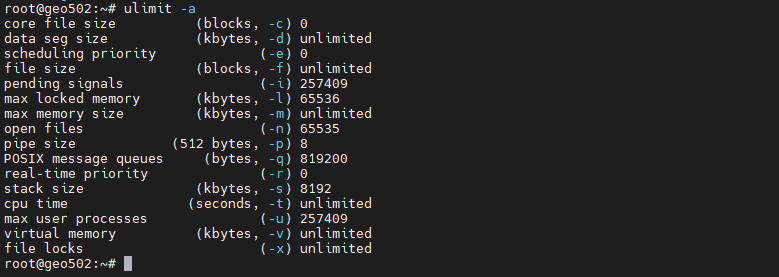 root@geo502:~# ulimit -a
core file size          (blocks, -c) 0
data seg size           (kbytes, -d) unlimited
scheduling priority             (-e) 0
file size               (blocks, -f) unlimited
pending signals                 (-i) 257409
max locked memory       (kbytes, -l) 65536
max memory size         (kbytes, -m) unlimited
open files                      (-n) 65535
pipe size            (512 bytes, -p) 8
POSIX message queues     (bytes, -q) 819200
real-time priority              (-r) 0
stack size              (kbytes, -s) 8192
cpu time               (seconds, -t) unlimited
max user processes              (-u) 257409
virtual memory          (kbytes, -v) unlimited
file locks                      (-x) unlimited
root@geo502:~#